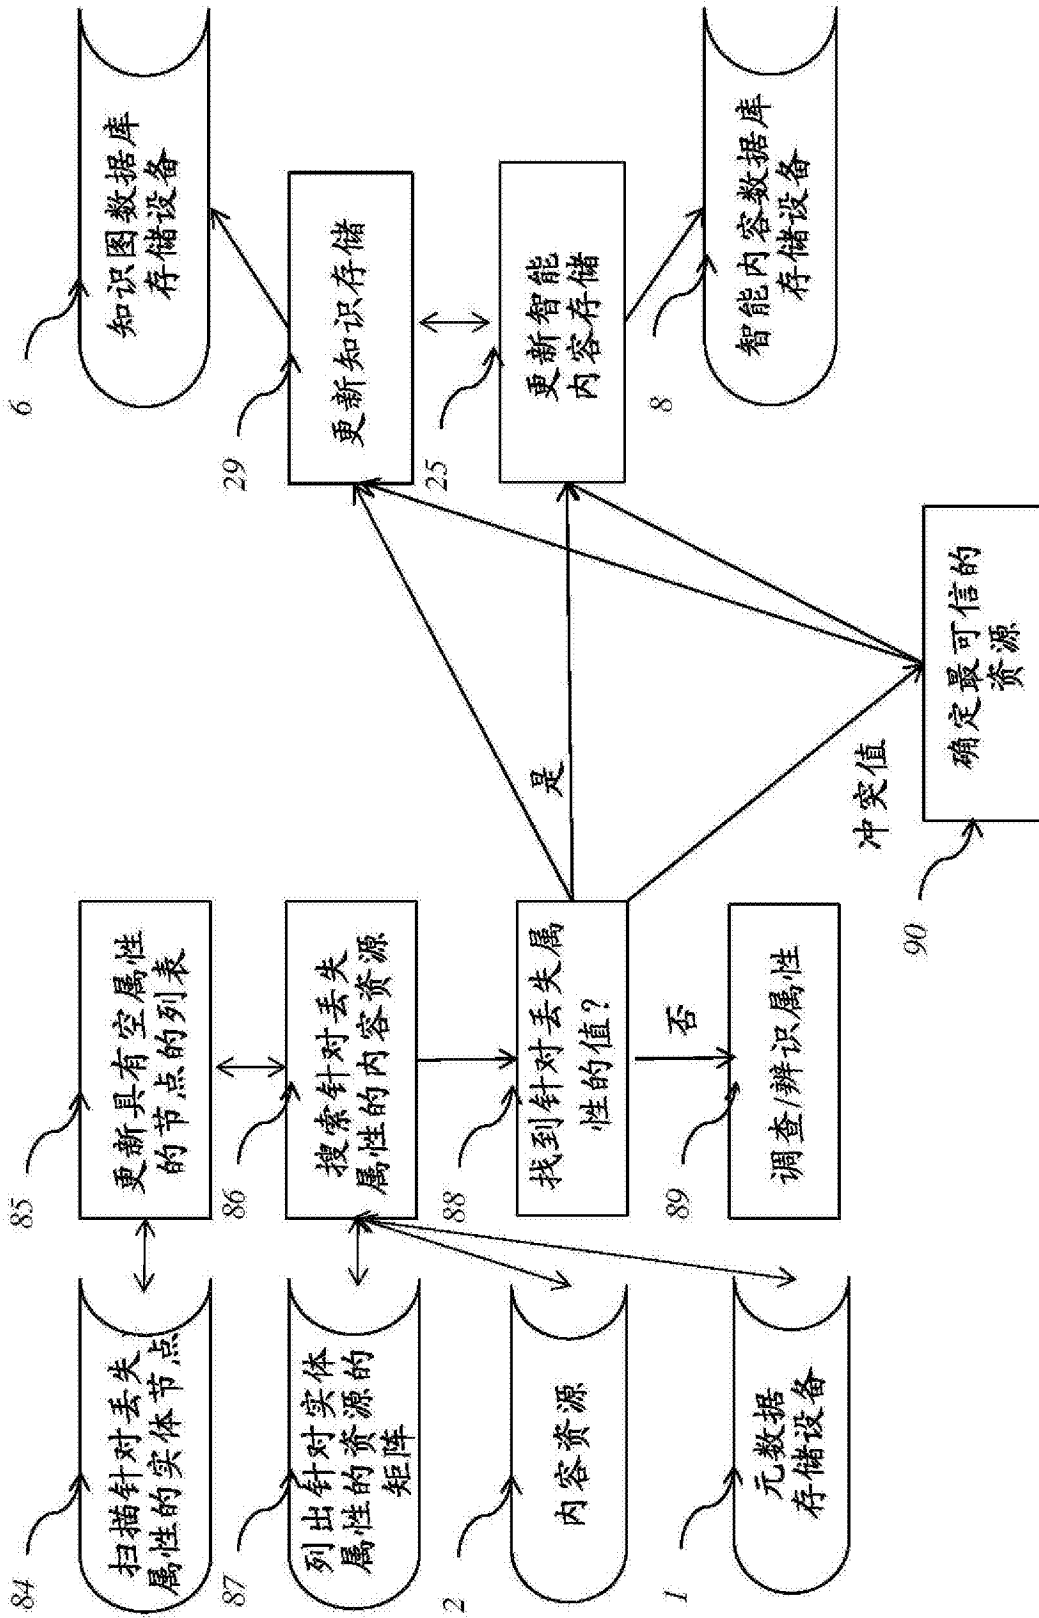 84
扫描针对丢失
属性的实体节点
85
更新具有空属性
的节点的列表
6
知识图数据库
存储设备
87
列出针对实体
属性的资源的
矩阵
86
搜索针对丢失
属性的内容资源
29
更新知识存储
2
内容资源
88
找到针对丢失属
性的值?
是
25
更新智能
内容存储
1
元数据
存储设备
否
89
调查/辨识属性
8
智能内容数据库
存储设备
冲突值
90
确定最可信的
资源